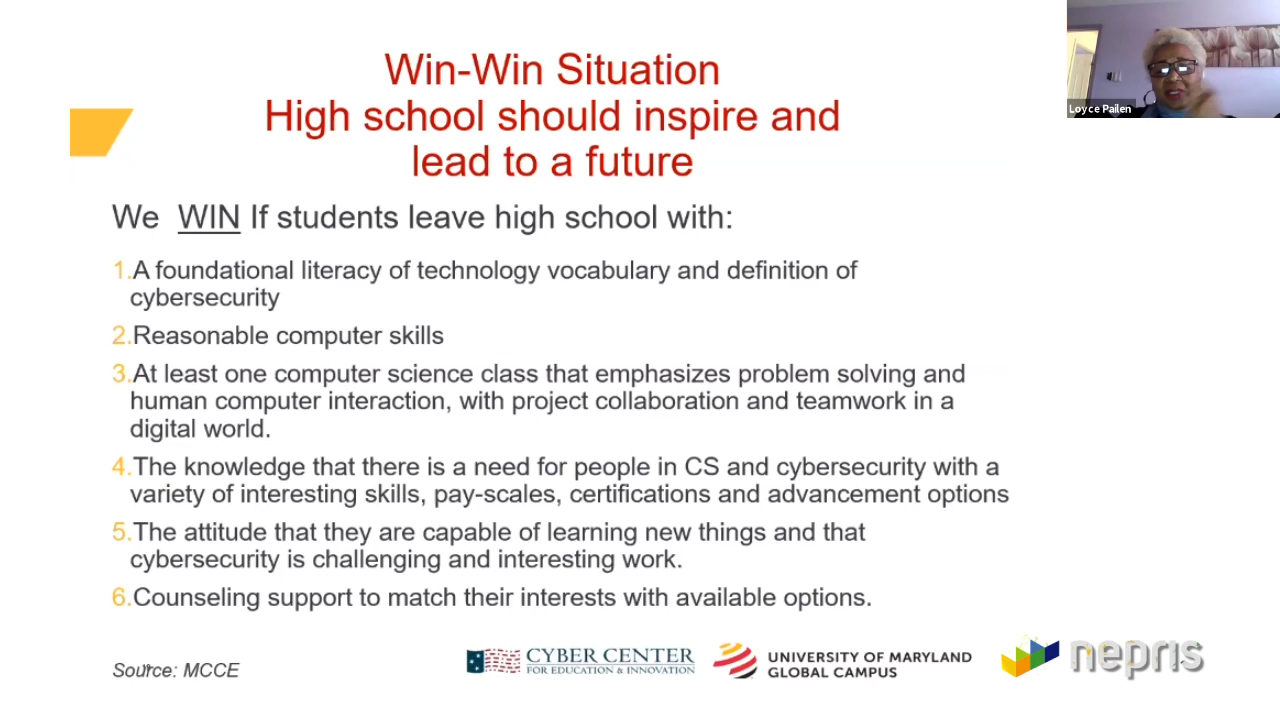 Win-Win Situation
High school should inspire and
lead to a future
Loyce Pailen
We WIN If students leave high school with:
1.A foundational literacy of technology vocabulary and definition of
cybersecurity
2.Reasonable computer skills
3.At least one computer science class that emphasizes problem solving and
human computer interaction, with project collaboration and teamwork in a
digital world.
4.The knowledge that there is a need for people in CS and cybersecurity with a
variety of interesting skills, pay-scales, certifications and advancement options
5.The attitude that they are capable of learning new things and that
cybersecurity is challenging and interesting work.
6.Counseling support to match their interests with available options.
Source: MCCE
CYBER CENTER
FOR EDUCATION & INNOVATION
UNIVERSITY OF MARYLAND
GLOBAL CAMPUS
nepris